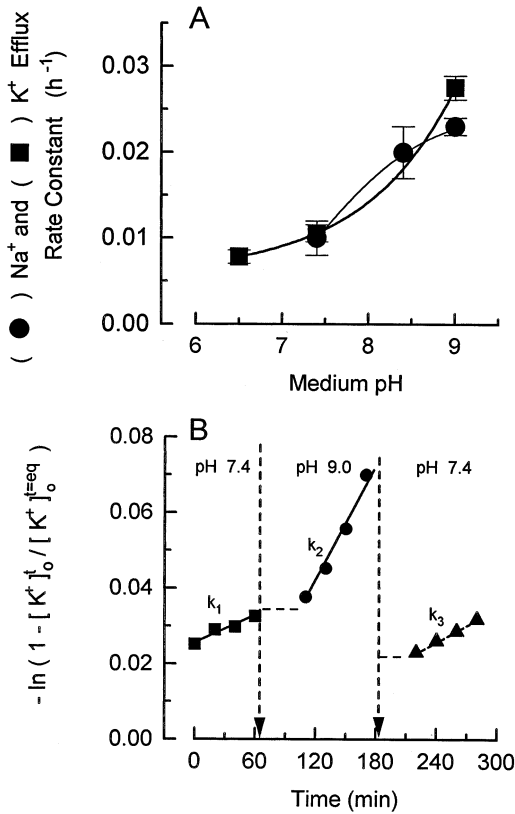 A
( ● ) Na⁺ and ( ■ ) K⁺ Efflux
Rate Constant (h⁻¹)
0.03
0.02
0.01
0.00
6 7 8 9
Medium pH
B
- ln ( 1 - [ K⁺ ]ₒᵗ / [ K⁺ ]ₒᵗ⁼ᵉq )
0.08
pH 7.4 pH 9.0 pH 7.4
0.06
k₂
0.04
k₁
k₃
0.02
0.00
0 60 120 180 240 300
Time (min)